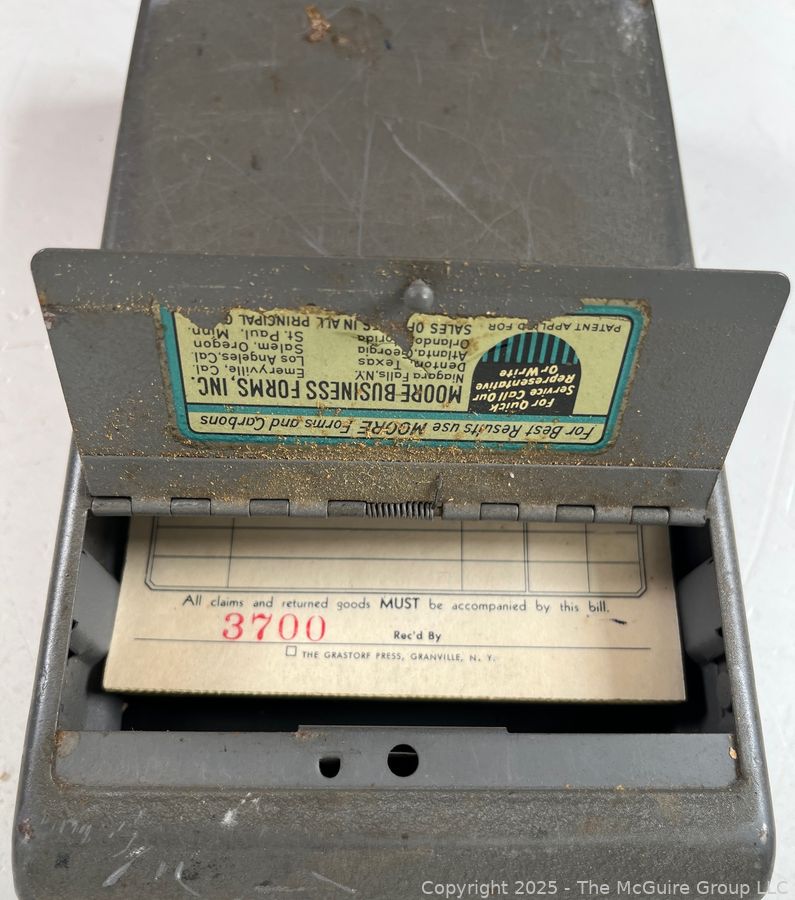 For Best Results use MOORE Forms and Carbons
MOORE BUSINESS FORMS, INC.
Niagara Falls, N.Y.
Denton, Texas
Atlanta, Georgia
Orlando,
Emeryville, Cal.
Los Angeles, Cal.
Salem, Oregon
St. Paul, Minn.
SALES IN ALL PRINCIPAL
For Quick
Service Call Our
Representative
Or Write
PATENT APPLIED FOR
All claims and returned goods MUST be accompanied by this bill.
3700 Rec'd By
THE GRASTORF PRESS, GRANVILLE, N. Y.
Copyright 2025 - The McGuire Group LLC